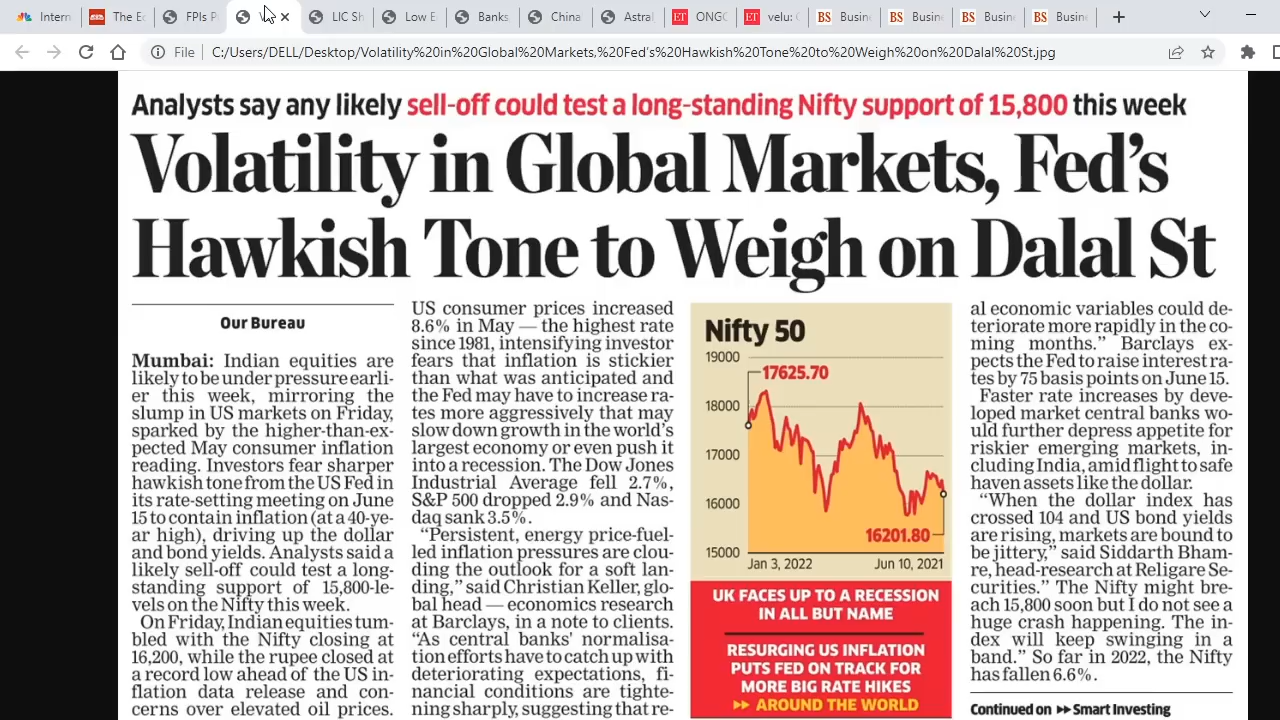 Intern
The Ec
FPIs P
LIC SH
Low E
Banks
China
Astral
ONGC
Busine
Busine
Busine
Busine
File
C:/Users/DELL/Desktop/Volatility%20in%20Global%20Markets,%20Fed's%20Hawkish%20Tone%20to%20Weigh%20on%20Dalal%20St.jpg
Analysts say any likely sell-off could test a long-standing Nifty support of 15,800 this week
Volatility in Global Markets, Fed's
Hawkish Tone to Weigh on Dalal St
Our Bureau
Mumbai: Indian equities are
likely to be under pressure earli-
er this week, mirroring the
slump in US markets on Friday,
sparked by the higher-than-ex-
pected May consumer inflation
reading. Investors fear sharper
hawkish tone from the US Fed in
its rate-setting meeting on June
15 to contain inflation (at a 40-ye-
ar high), driving up the dollar
and bond yields. Analysts said a
likely sell-off could test a long-
standing support of 15,800-le-
vels on the Nifty this week.
On Friday, Indian equities tum-
bled with the Nifty closing at
16,200, while the rupee closed at
a record low ahead of the US in-
flation data release and con-
cerns over elevated oil prices.
US consumer prices increased
8.6% in May — the highest rate
since 1981, intensifying investor
fears that inflation is stickier
than what was anticipated and
the Fed may have to increase ra-
tes more aggressively that may
slow down growth in the world's
largest economy or even push it
into a recession. The Dow Jones
Industrial Average fell 2.7%,
S&P 500 dropped 2.9% and Nas-
daq sank 3.5%.
"Persistent, energy price-fuel-
led inflation pressures are clou-
ding the outlook for a soft lan-
ding," said Christian Keller, glo-
bal head — economics research
at Barclays, in a note to clients.
"As central banks' normalisa-
tion efforts have to catch up with
deteriorating expectations, fi-
nancial conditions are tighte-
ning sharply, suggesting that re-
Nifty 50
19000
17625.70
18000
17000
16000
16201.80
15000
Jan 3, 2022
Jun 10, 2021
UK FACES UP TO A RECESSION
IN ALL BUT NAME
RESURGING US INFLATION
PUTS FED ON TRACK FOR
MORE BIG RATE HIKES
AROUND THE WORLD
al economic variables could de-
teriorate more rapidly in the co-
ming months." Barclays ex-
pects the Fed to raise interest ra-
tes by 75 basis points on June 15.
Faster rate increases by deve-
loped market central banks wo-
uld further depress appetite for
riskier emerging markets, in-
cluding India, amid flight to safe
haven assets like the dollar.
"When the dollar index has
crossed 104 and US bond yields
are rising, markets are bound to
be jittery," said Siddarth Bham-
re, head-research at Religare Se-
curities." The Nifty might bre-
ach 15,800 soon but I do not see a
huge crash happening. The in-
dex will keep swinging in a
band." So far in 2022, the Nifty
has fallen 6.6%.
Continued on Smart Investing